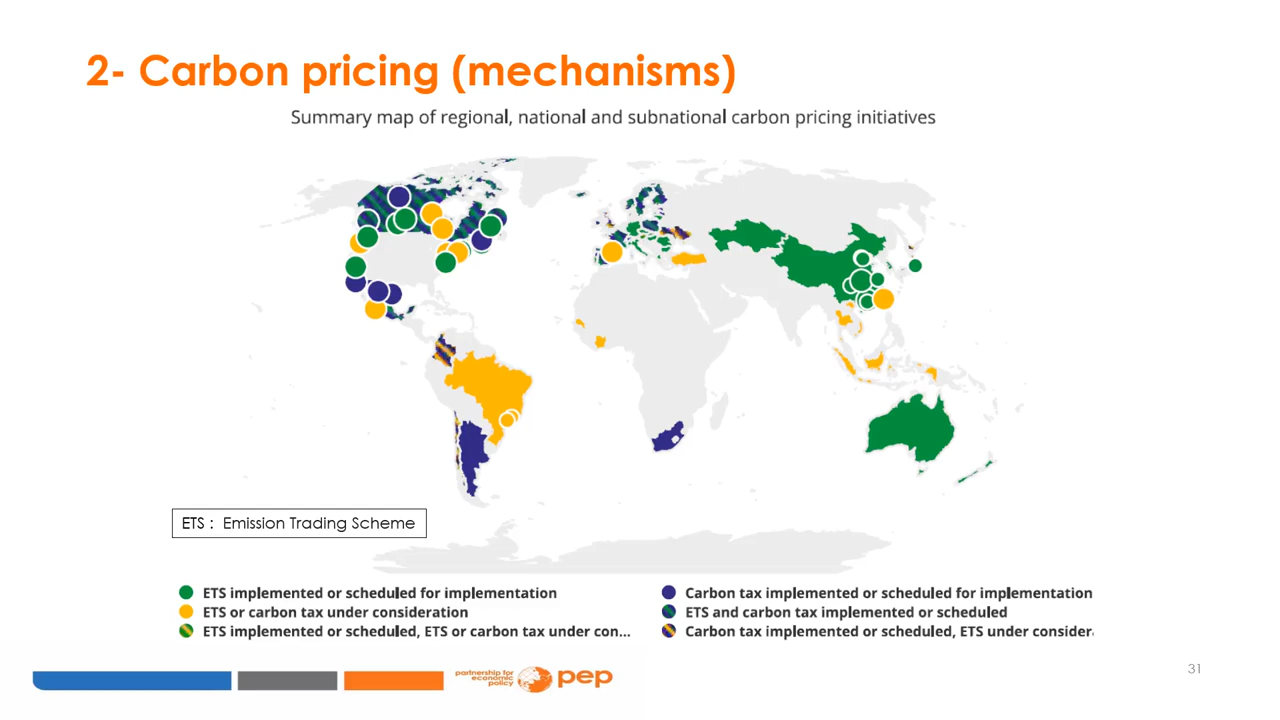 2- Carbon pricing (mechanisms)
Summary map of regional, national and subnational carbon pricing initiatives
ETS : Emission Trading Scheme
ETS implemented or scheduled for implementation
ETS or carbon tax under consideration
ETS implemented or scheduled, ETS or carbon tax under con...
Carbon tax implemented or scheduled for implementation
ETS and carbon tax implemented or scheduled
Carbon tax implemented or scheduled, ETS under consider
partnership for
economic
policy
pep
31